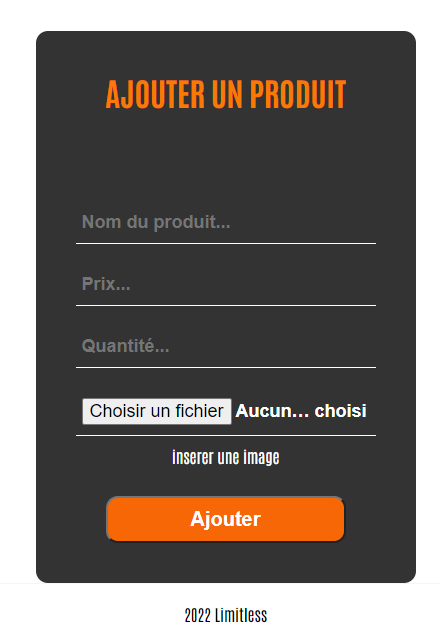 AJOUTER UN PRODUIT
Nom du produit...
Prix...
Quantité...
Choisir un fichier Aucun... choisi
inserer une image
Ajouter
2022 Limitless